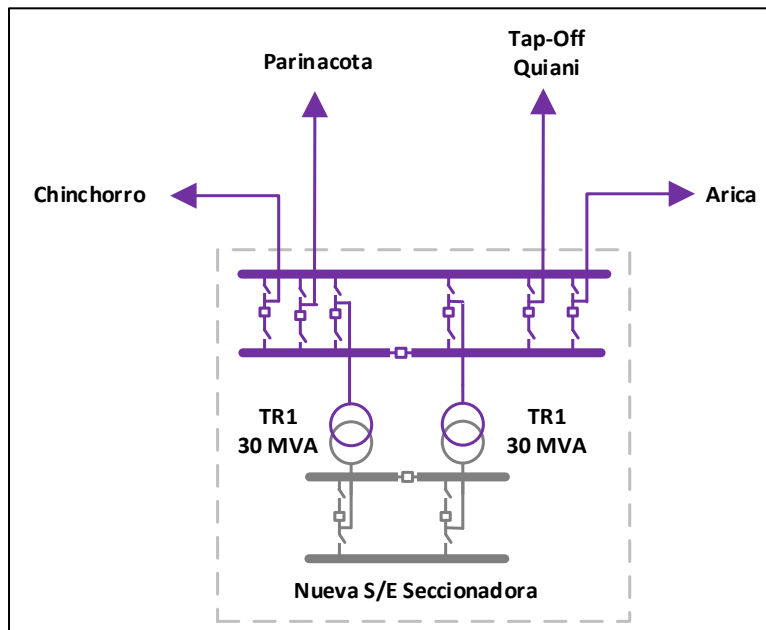 Tap-Off
Quiani
Parinacota
Chinchorro
Arica
TR1
30 MVA
TR1
30 MVA
Nueva S/E Seccionadora